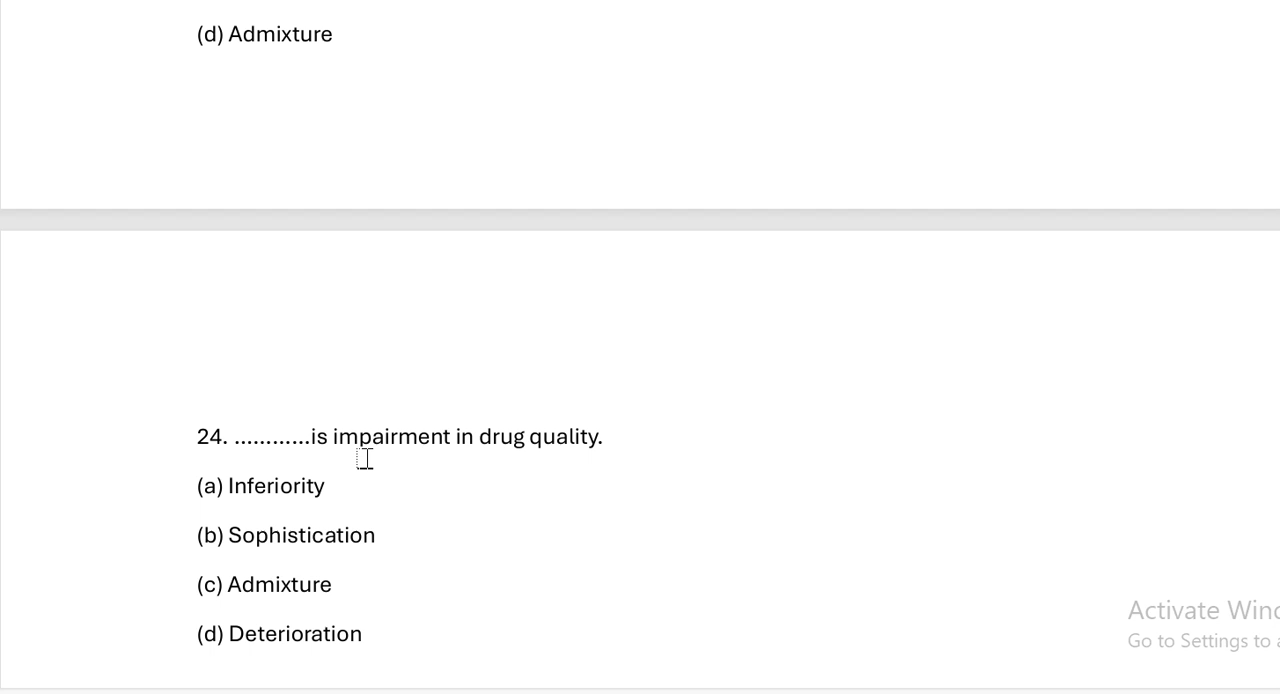 (d) Admixture
24. ............is impairment in drug quality.
(a) Inferiority
(b) Sophistication
(c) Admixture
(d) Deterioration
Activate Wind
Go to Settings to a